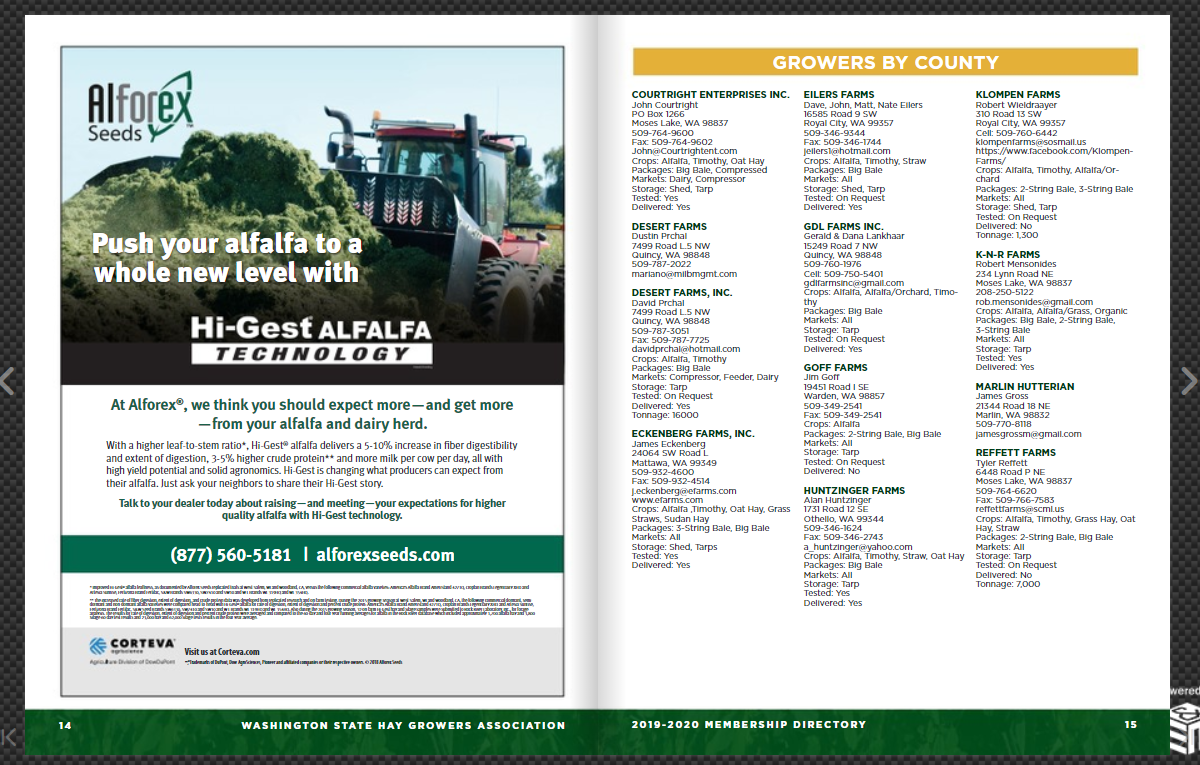 Alforex
Seeds
Push your alfalfa to a
whole new level with
Hi-Gest ALFALFA
TECHNOLOGY
At Alforex®, we think you should expect more—and get more
—from your alfalfa and dairy herd.
With a higher leaf-to-stem ratio*, Hi-Gest® alfalfa delivers a 5-10% increase in fiber digestibility
and extent of digestion, 3-5% higher crude protein** and more milk per cow per day, all with
high yield potential and solid agronomics. Hi-Gest is changing what producers can expect from
their alfalfa. Just ask your neighbors to share their Hi-Gest story.
Talk to your dealer today about raising—and meeting—your expectations for higher
quality alfalfa with Hi-Gest technology.
(877) 560-5181 | alforexseeds.com
CORTEVA
agriscience
Agriculture Division of DowDuPont
Visit us at Corteva.com
14
WASHINGTON STATE HAY GROWERS ASSOCIATION
GROWERS BY COUNTY
COURTRIGHT ENTERPRISES INC.
John Courtright
PO Box 1266
Moses Lake, WA 98837
509-764-9600
Fax: 509-764-9602
John@Courtrightent.com
Crops: Alfalfa, Timothy, Oat Hay
Packages: Big Bale, Compressed
Markets: Dairy, Compressor
Storage: Shed, Tarp
Tested: Yes
Delivered: Yes
DESERT FARMS
Dustin Prchal
7499 Road L.5 NW
Quincy, WA 98848
509-787-2022
mariano@milbmgmt.com
DESERT FARMS, INC.
David Prchal
7499 Road L.5 NW
Quincy, WA 98848
509-787-3051
Fax: 509-787-7725
davidprchal@hotmail.com
Crops: Alfalfa, Timothy
Packages: Big Bale
Markets: Compressor, Feeder, Dairy
Storage: Tarp
Tested: On Request
Delivered: Yes
Tonnage: 16000
ECKENBERG FARMS, INC.
James Eckenberg
24064 SW Road L
Mattawa, WA 99349
509-932-4600
Fax: 509-932-4514
j.eckenberg@efarms.com
www.efarms.com
Crops: Alfalfa ,Timothy, Oat Hay, Grass
Straws, Sudan Hay
Packages: 3-String Bale, Big Bale
Markets: All
Storage: Shed, Tarps
Tested: Yes
Delivered: Yes
EILERS FARMS
Dave, John, Matt, Nate Eilers
16585 Road 9 SW
Royal City, WA 99357
509-346-9344
Fax: 509-346-1744
jeilers1@hotmail.com
Crops: Alfalfa, Timothy, Straw
Packages: Big Bale
Markets: All
Storage: Shed, Tarp
Tested: On Request
Delivered: Yes
GDL FARMS INC.
Gerald & Dana Lankhaar
15249 Road 7 NW
Quincy, WA 98848
509-760-1976
Cell: 509-750-5401
gdlfarmsinc@gmail.com
Crops: Alfalfa, Alfalfa/Orchard, Timo-
thy
Packages: Big Bale
Markets: All
Storage: Tarp
Tested: On Request
Delivered: Yes
GOFF FARMS
Jim Goff
19451 Road I SE
Warden, WA 98857
509-349-2541
Fax: 509-349-2541
Crops: Alfalfa
Packages: 2-String Bale, Big Bale
Markets: All
Storage: Tarp
Tested: On Request
Delivered: No
HUNTZINGER FARMS
Alan Huntzinger
1731 Road 12 SE
Othello, WA 99344
509-346-1624
Fax: 509-346-2743
a_huntzinger@yahoo.com
Crops: Alfalfa, Timothy, Straw, Oat Hay
Packages: Big Bale
Markets: All
Storage: Tarp
Tested: Yes
Delivered: Yes
KLOMPEN FARMS
Robert Wieldraayer
310 Road 13 SW
Royal City, WA 99357
Cell: 509-760-6442
klompenfarms@sosmail.us
https://www.facebook.com/Klompen-
Farms/
Crops: Alfalfa, Timothy, Alfalfa/Or-
chard
Packages: 2-String Bale, 3-String Bale
Markets: All
Storage: Shed, Tarp
Tested: On Request
Delivered: No
Tonnage: 1,300
K-N-R FARMS
Robert Mensonides
234 Lynn Road NE
Moses Lake, WA 98837
208-250-5122
rob.mensonides@gmail.com
Crops: Alfalfa, Alfalfa/Grass, Organic
Packages: Big Bale, 2-String Bale,
3-String Bale
Markets: All
Storage: Tarp
Tested: Yes
Delivered: Yes
MARLIN HUTTERIAN
James Gross
21344 Road 18 NE
Marlin, WA 98832
509-770-8118
jamesgrossm@gmail.com
REFFETT FARMS
Tyler Reffett
6448 Road P NE
Moses Lake, WA 98837
509-764-6620
Fax: 509-766-7583
reffettfarms@scml.us
Crops: Alfalfa, Timothy, Grass Hay, Oat
Hay, Straw
Packages: 2-String Bale, Big Bale
Markets: All
Storage: Tarp
Tested: On Request
Delivered: No
Tonnage: 7,000
2019-2020 MEMBERSHIP DIRECTORY
15
wered